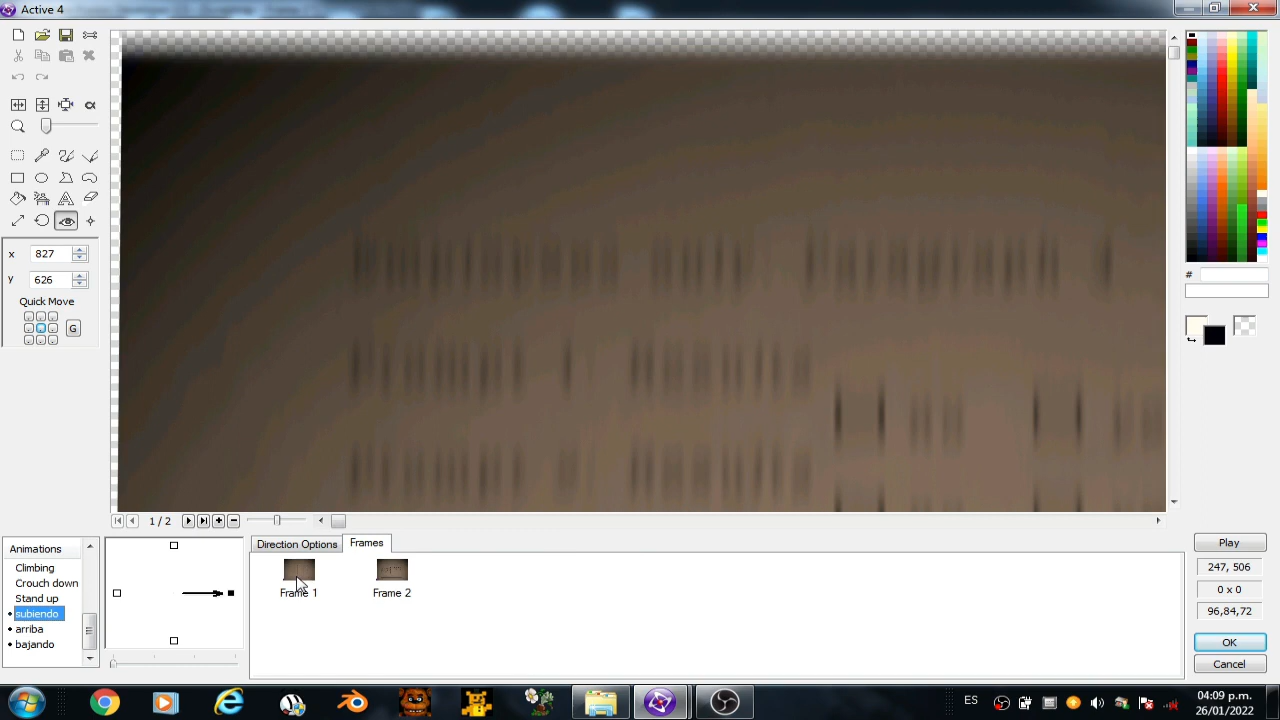 Active 4
x 827
y 626
Quick Move
G
#
1 / 2
Animations
Climbing
Crouch down
Stand up
subiendo
arriba
bajando
Direction Options
Frames
Frame 1
Frame 2
Play
247, 506
0 x 0
96,84,72
OK
Cancel
ES
04:09 p.m.
26/01/2022